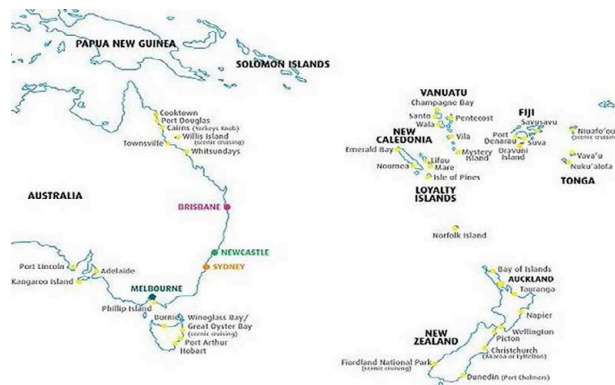 PAPUA NEW GUINEA
SOLOMON ISLANDS
Cooktown
Port Douglas
Cairns (Yorkeys Knob)
Willis Island
(scenic cruising)
Townsville
Whitsundays
AUSTRALIA
BRISBANE
NEWCASTLE
SYDNEY
Port Lincoln
Adelaide
Kangaroo Island
MELBOURNE
Phillip Island
Burnie
Wineglass Bay/
Great Oyster Bay
(scenic cruising)
Port Arthur
Hobart
VANUATU
Champagne Bay
Santo
Pentecost
Wala
Vila
NEW
CALEDONIA
Emerald Bay
Mystery
Island
Lifou
Noumea
Mare
Isle of Pines
LOYALTY
ISLANDS
FIJI
Savusavu
Port
Denarau
Suva
Dravuni
Island
Niuafo'ou
(scenic cruising)
Vava'u
Nuku'alofa
TONGA
Norfolk Island
Bay of Islands
AUCKLAND
Tauranga
Napier
Wellington
Picton
NEW
ZEALAND
Christchurch
(Akaroa or Lyttelton)
Fiordland National Park
(scenic cruising)
Dunedin (Port Chalmers)